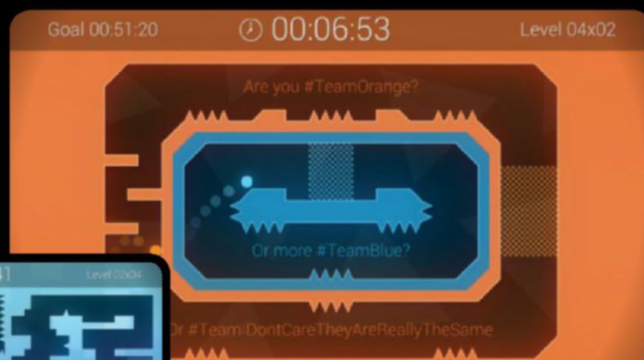 Goal 00:51:20
00:06:53
Level 04x02
Are you #TeamOrange?
Or more #TeamBlue?
41
Level 02x04
Or #TeamIDontCareTheyAreReallyTheSame